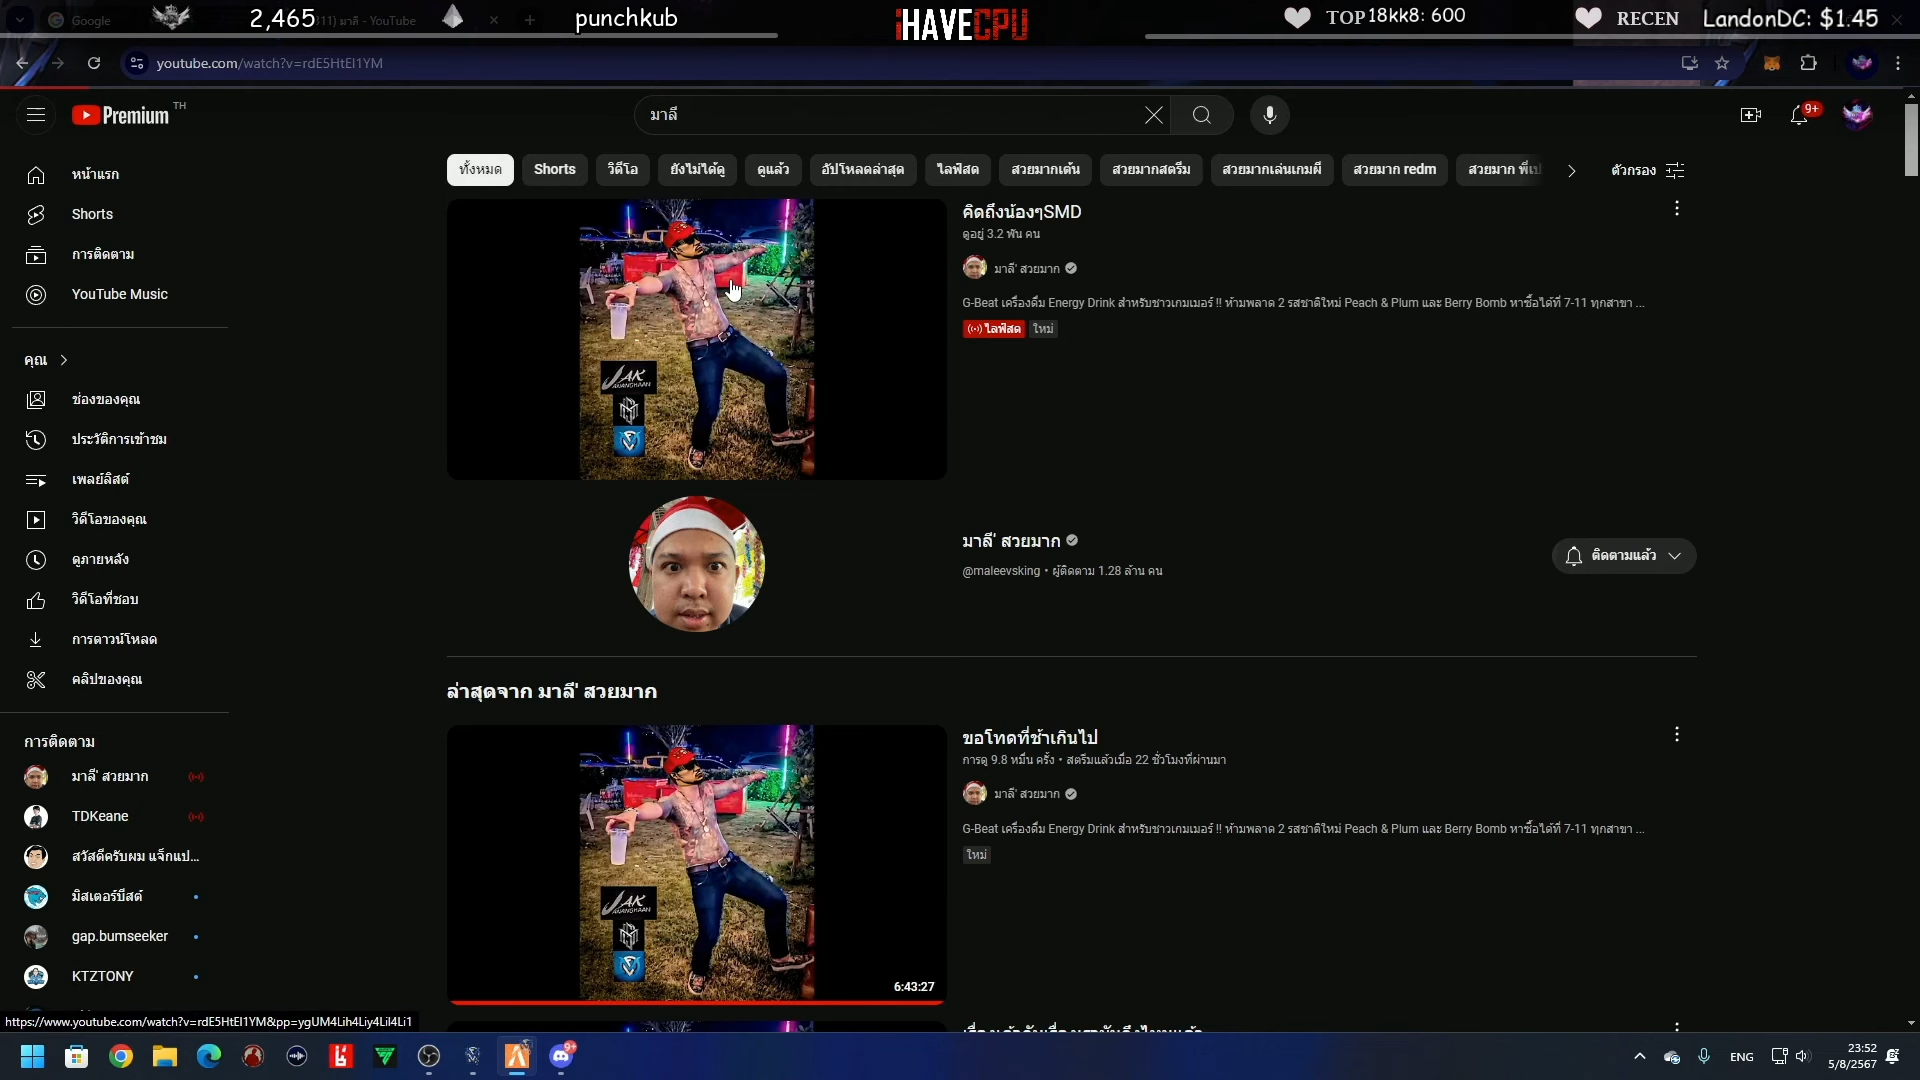 2,465
punchkub
iHAVECPU
TOP 18kk8: 600
RECEN LandonDC: $1.45
Google
11) มาลี - YouTube
youtube.com/watch?v=rdE5HtEI1YM
Premium TH
มาลี
9+
ทั้งหมด
Shorts
วิดีโอ
ยังไม่ได้ดู
ดูแล้ว
อัปโหลดล่าสุด
ไลฟ์สด
สวยมากเต้น
สวยมากสตรีม
สวยมากเล่นเกมผี
สวยมาก redm
ตัวกรอง
หน้าแรก
Shorts
การติดตาม
YouTube Music
คุณ
ช่องของคุณ
ประวัติการเข้าชม
เพลย์ลิสต์
วิดีโอของคุณ
ดูภายหลัง
วิดีโอที่ชอบ
การดาวน์โหลด
คลิปของคุณ
การติดตาม
มาลี' สวยมาก
TDKeane
สวัสดีครับผม แจ็กแป...
มิสเตอร์บีสต์
gap.bumseeker
KTZTONY
คิดถึงน้องๆSMD
ดูอยู่ 3.2 พัน คน
มาลี' สวยมาก
G-Beat เครื่องดื่ม Energy Drink สำหรับชาวเกมเมอร์ !! ห้ามพลาด 2 รสชาติใหม่ Peach & Plum และ Berry Bomb หาซื้อได้ที่ 7-11 ทุกสาขา ...
ไลฟ์สด ใหม่
มาลี' สวยมาก
@maleevsking • ผู้ติดตาม 1.28 ล้าน คน
ติดตามแล้ว
ล่าสุดจาก มาลี' สวยมาก
ขอโทดที่ช้าเกินไป
การดู 9.8 หมื่น ครั้ง • สตรีมแล้วเมื่อ 22 ชั่วโมงที่ผ่านมา
มาลี' สวยมาก
G-Beat เครื่องดื่ม Energy Drink สำหรับชาวเกมเมอร์ !! ห้ามพลาด 2 รสชาติใหม่ Peach & Plum และ Berry Bomb หาซื้อได้ที่ 7-11 ทุกสาขา ...
ใหม่
6:43:27
https://www.youtube.com/watch?v=rdE5HtEI1YM&pp=ygUM4Lih4Liy4Lil4Li1
9+
ENG
23:52
5/8/2567